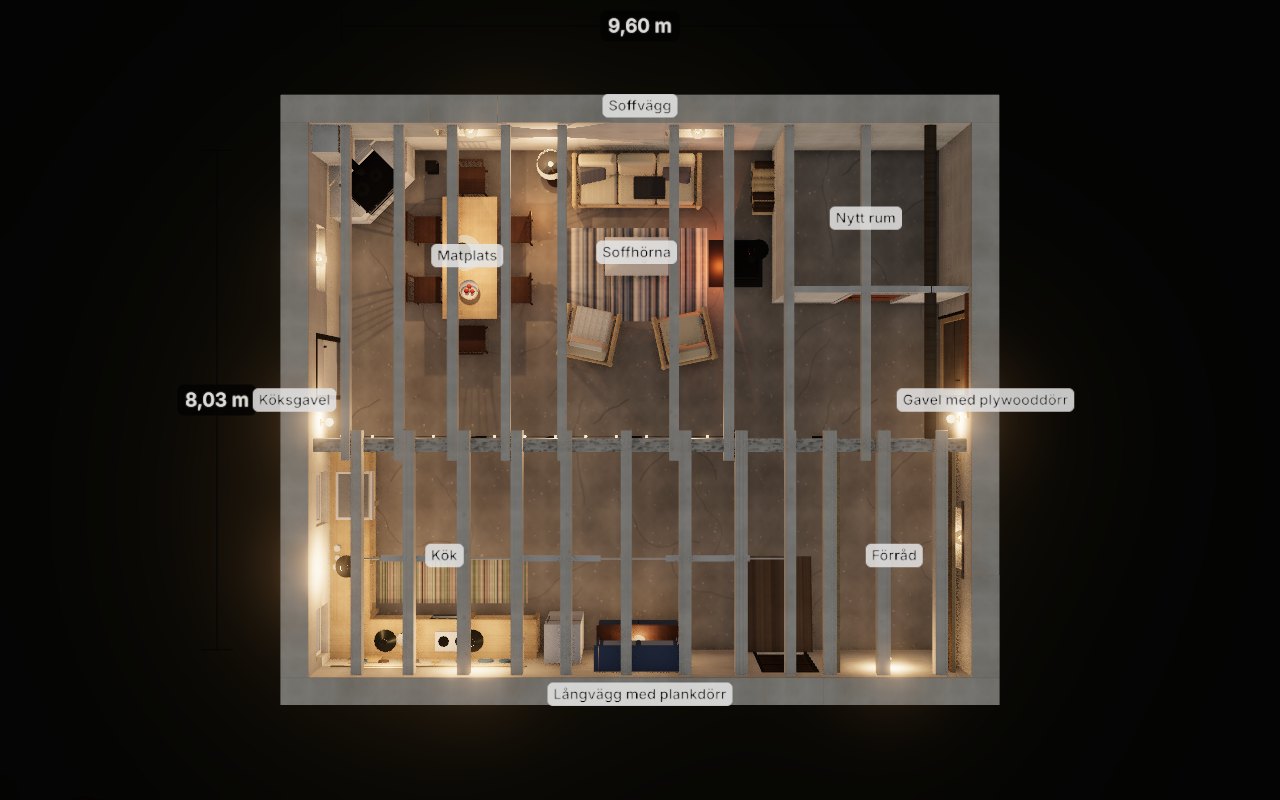 9,60 m
Soffvägg
Nytt rum
Matplats
Soffhörna
8,03 m
Köksgavel
Gavel med plywooddörr
Kök
Förråd
Långvägg med plankdörr